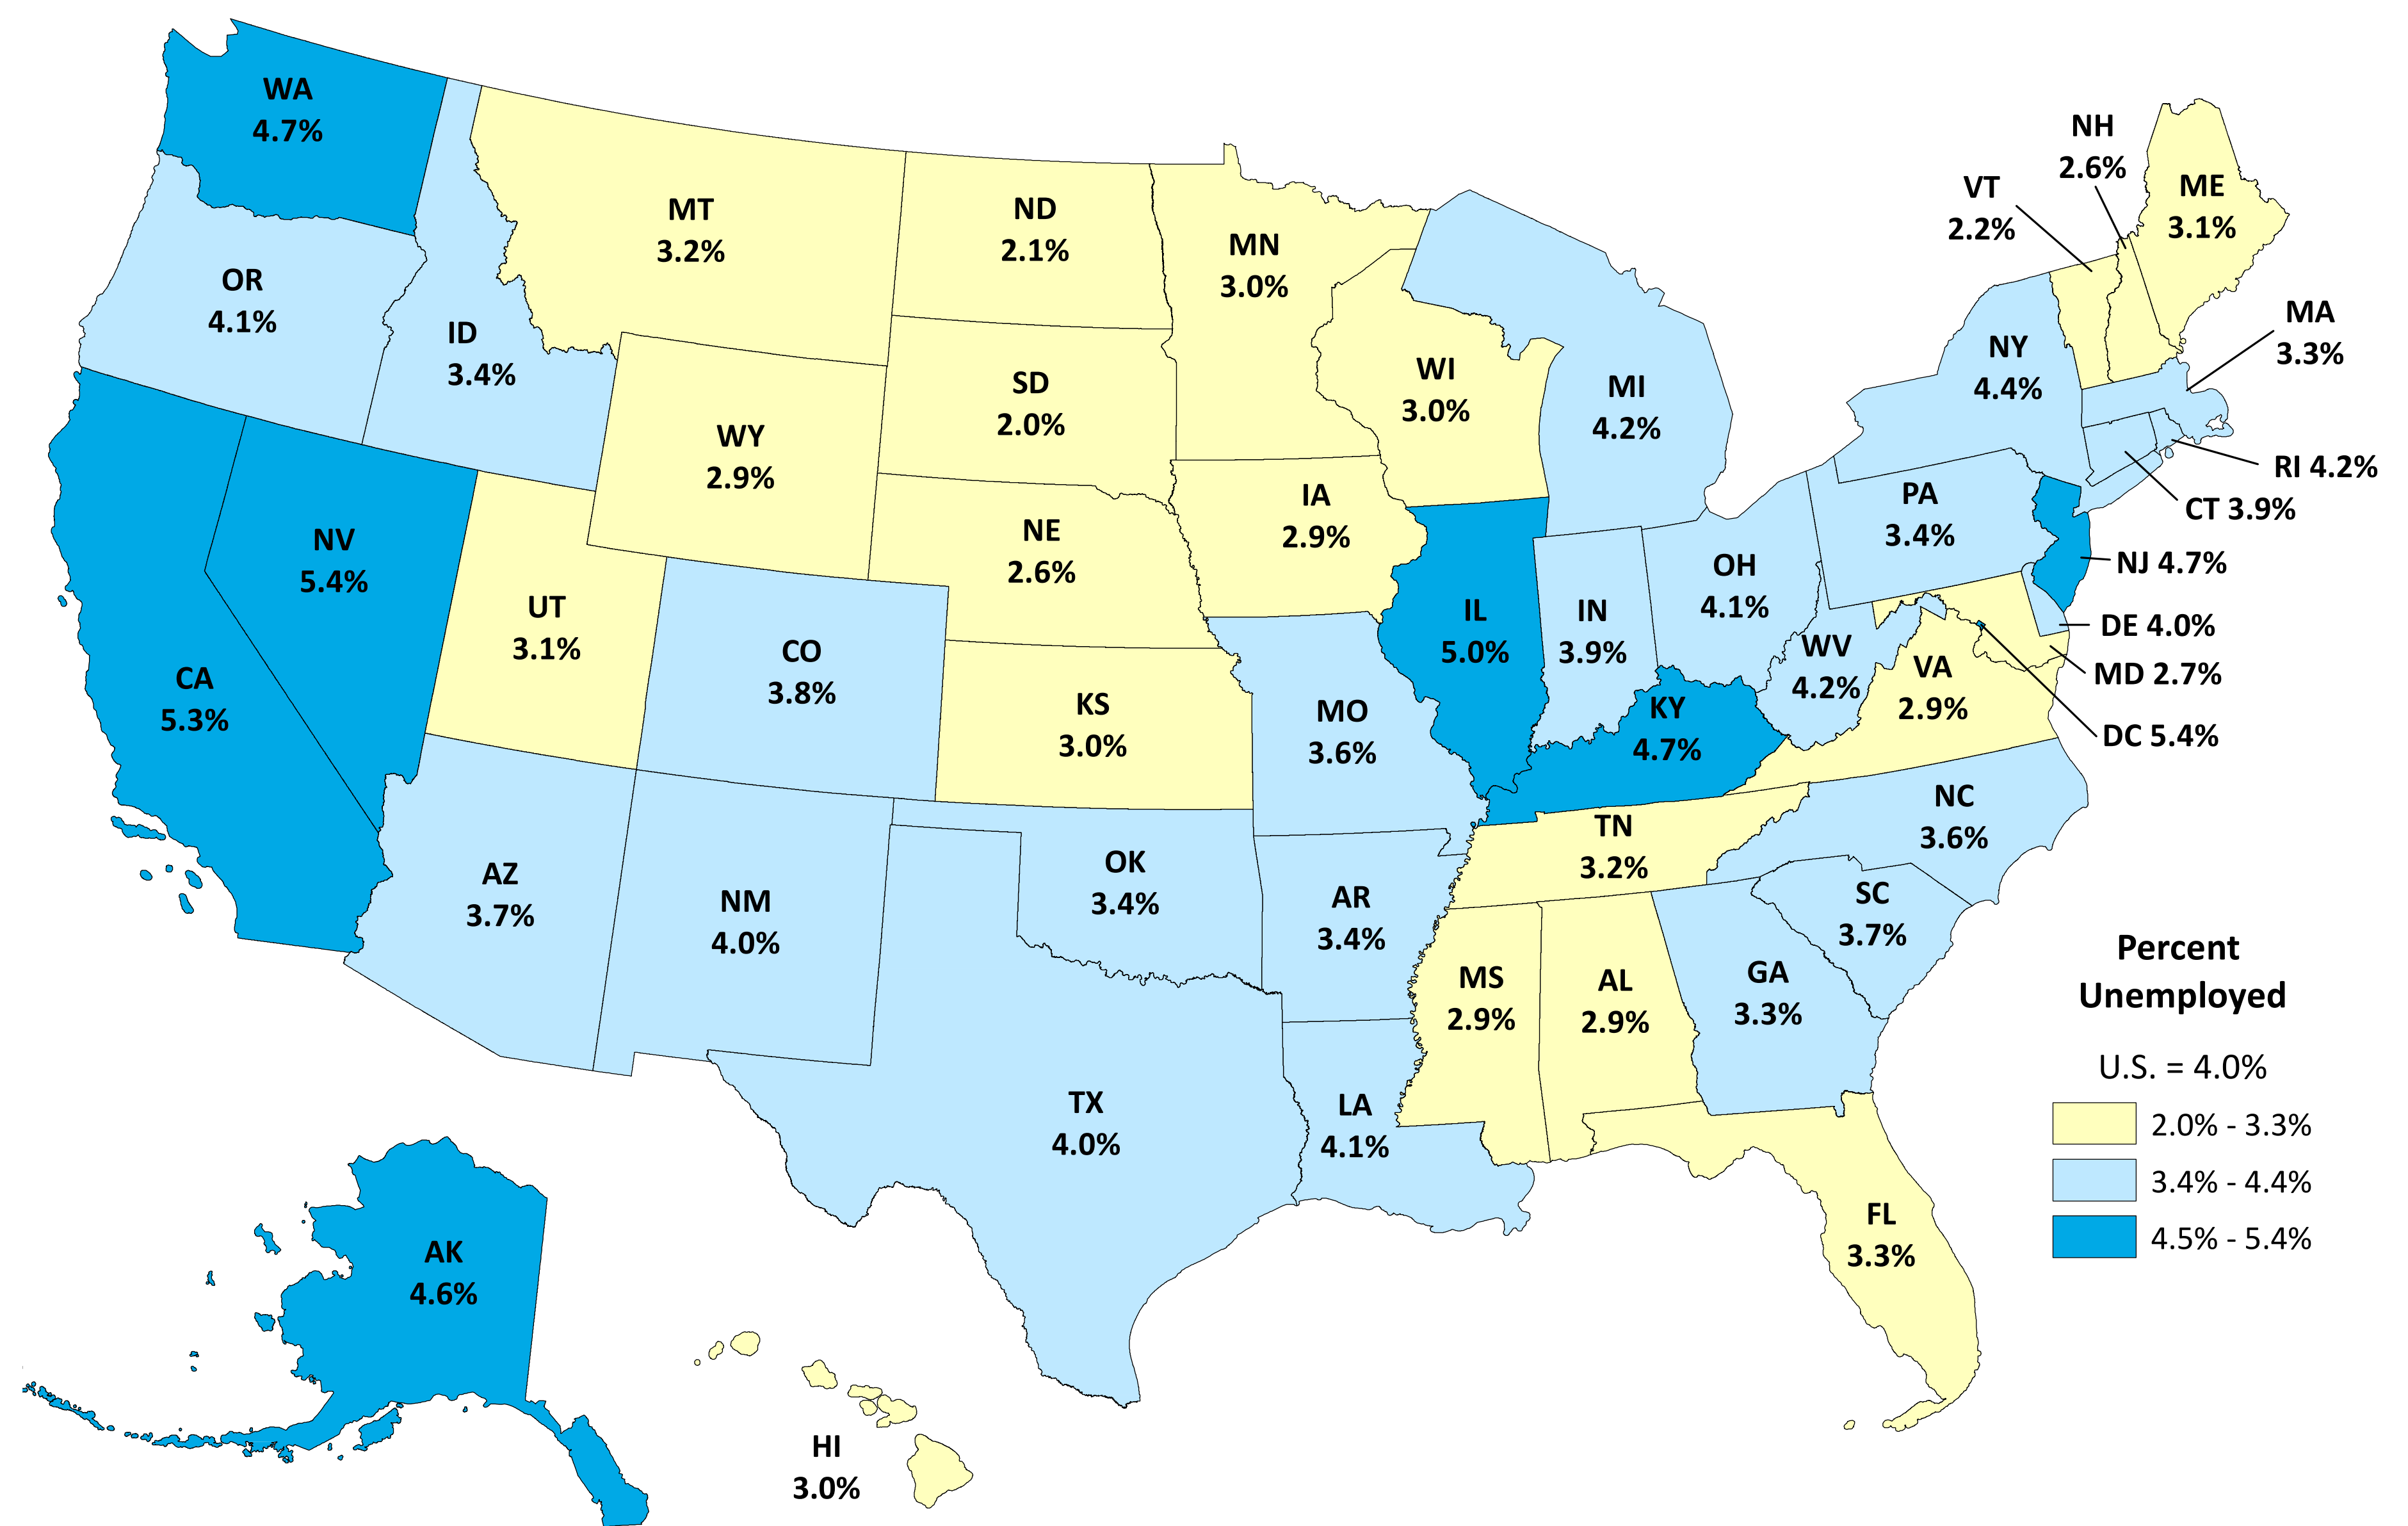 WA
4.7%
OR
4.1%
ID
3.4%
MT
3.2%
ND
2.1%
MN
3.0%
WI
3.0%
MI
4.2%
NY
4.4%
VT
2.2%
NH
2.6%
ME
3.1%
MA
3.3%
RI 4.2%
CT 3.9%
NJ 4.7%
DE 4.0%
MD 2.7%
DC 5.4%
SD
2.0%
WY
2.9%
NE
2.6%
IA
2.9%
IL
5.0%
IN
3.9%
OH
4.1%
PA
3.4%
WV
4.2%
VA
2.9%
KY
4.7%
NV
5.4%
UT
3.1%
CO
3.8%
KS
3.0%
MO
3.6%
CA
5.3%
AZ
3.7%
NM
4.0%
OK
3.4%
AR
3.4%
TN
3.2%
NC
3.6%
SC
3.7%
MS
2.9%
AL
2.9%
GA
3.3%
TX
4.0%
LA
4.1%
FL
3.3%
AK
4.6%
HI
3.0%
Percent
Unemployed
U.S. = 4.0%
2.0% - 3.3%
3.4% - 4.4%
4.5% - 5.4%